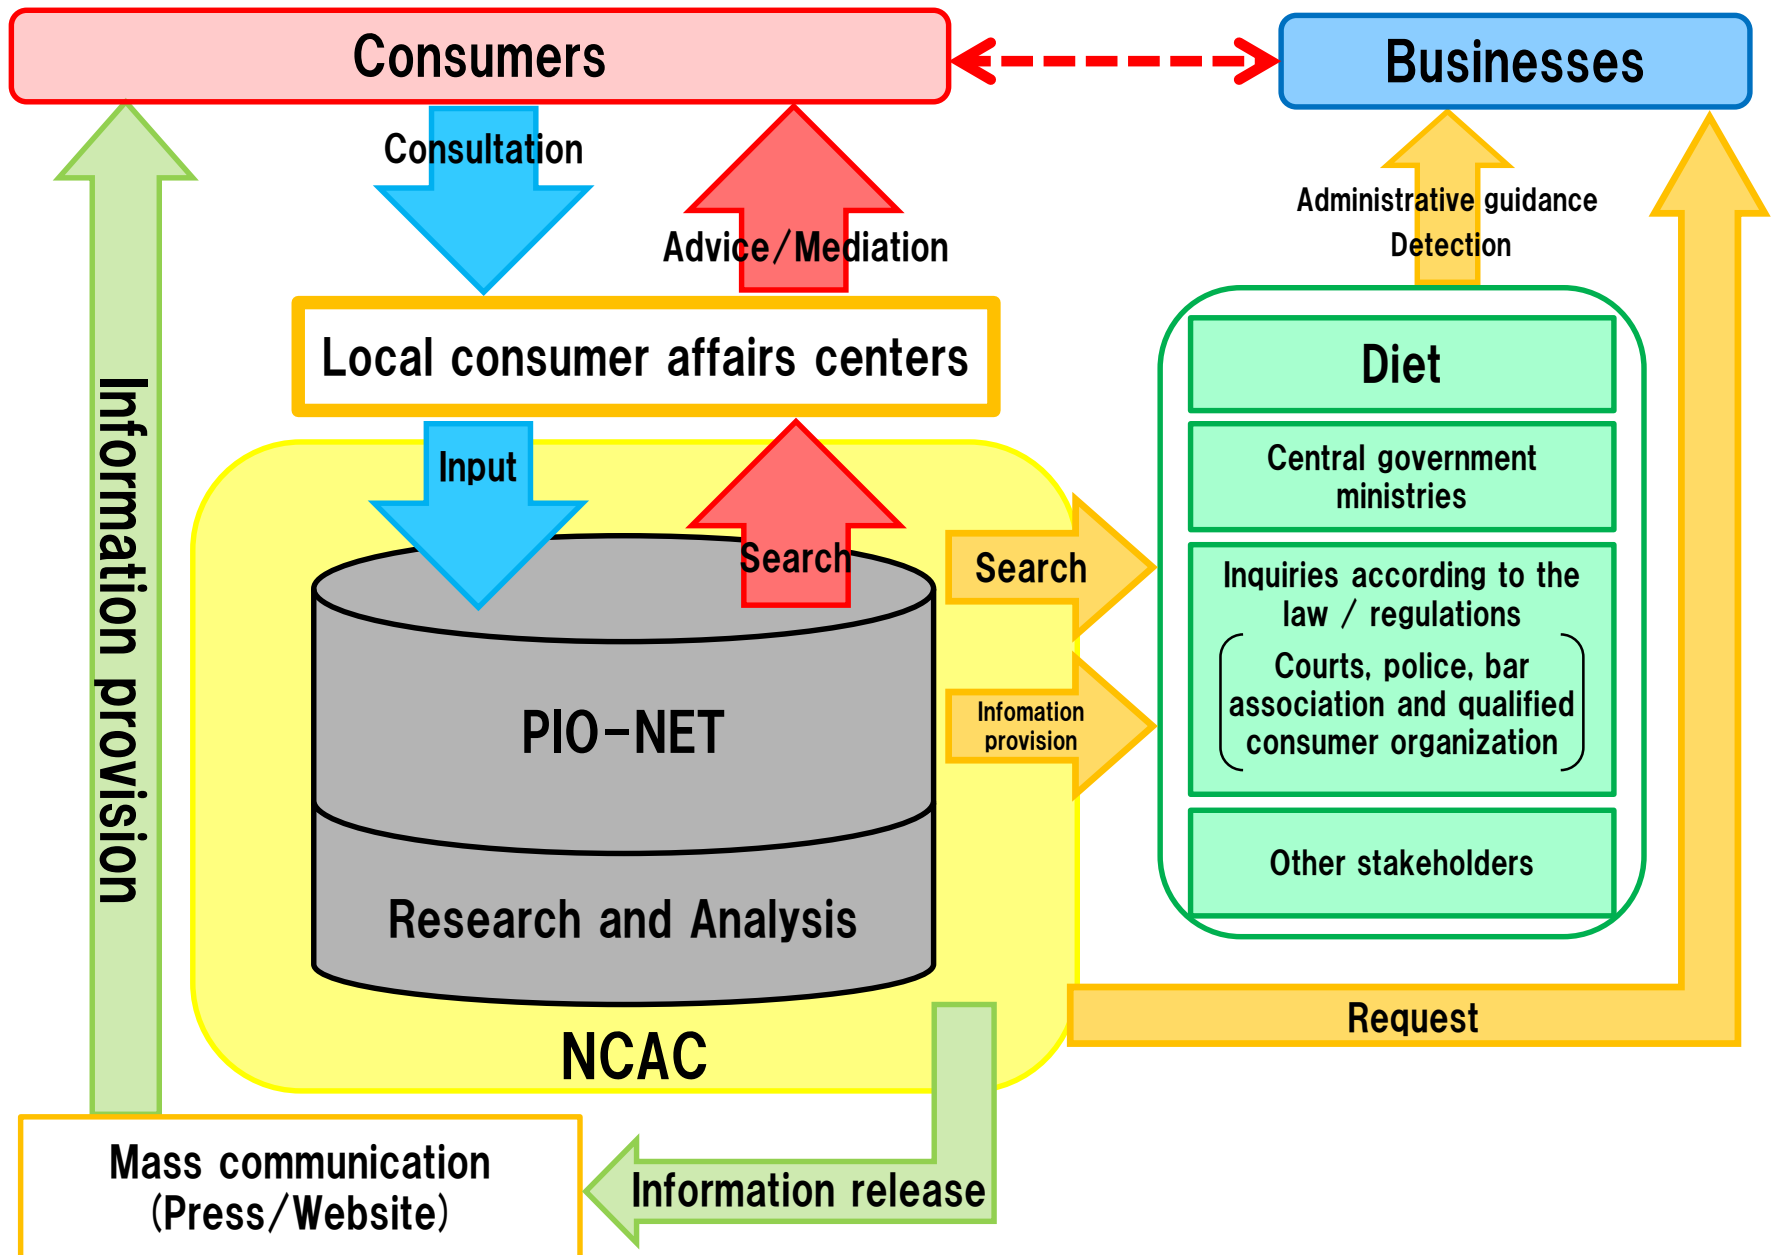 Consumers
Businesses
Consultation
Advice/Mediation
Administrative guidance
Detection
Local consumer affairs centers
Diet
Input
Search
Central government
ministries
Search
Inquiries according to the
law / regulations
Courts, police, bar
association and qualified
consumer organization
Infomation
provision
PIO-NET
Information provision
Other stakeholders
Research and Analysis
Request
NCAC
Mass communication
(Press/Website)
Information release